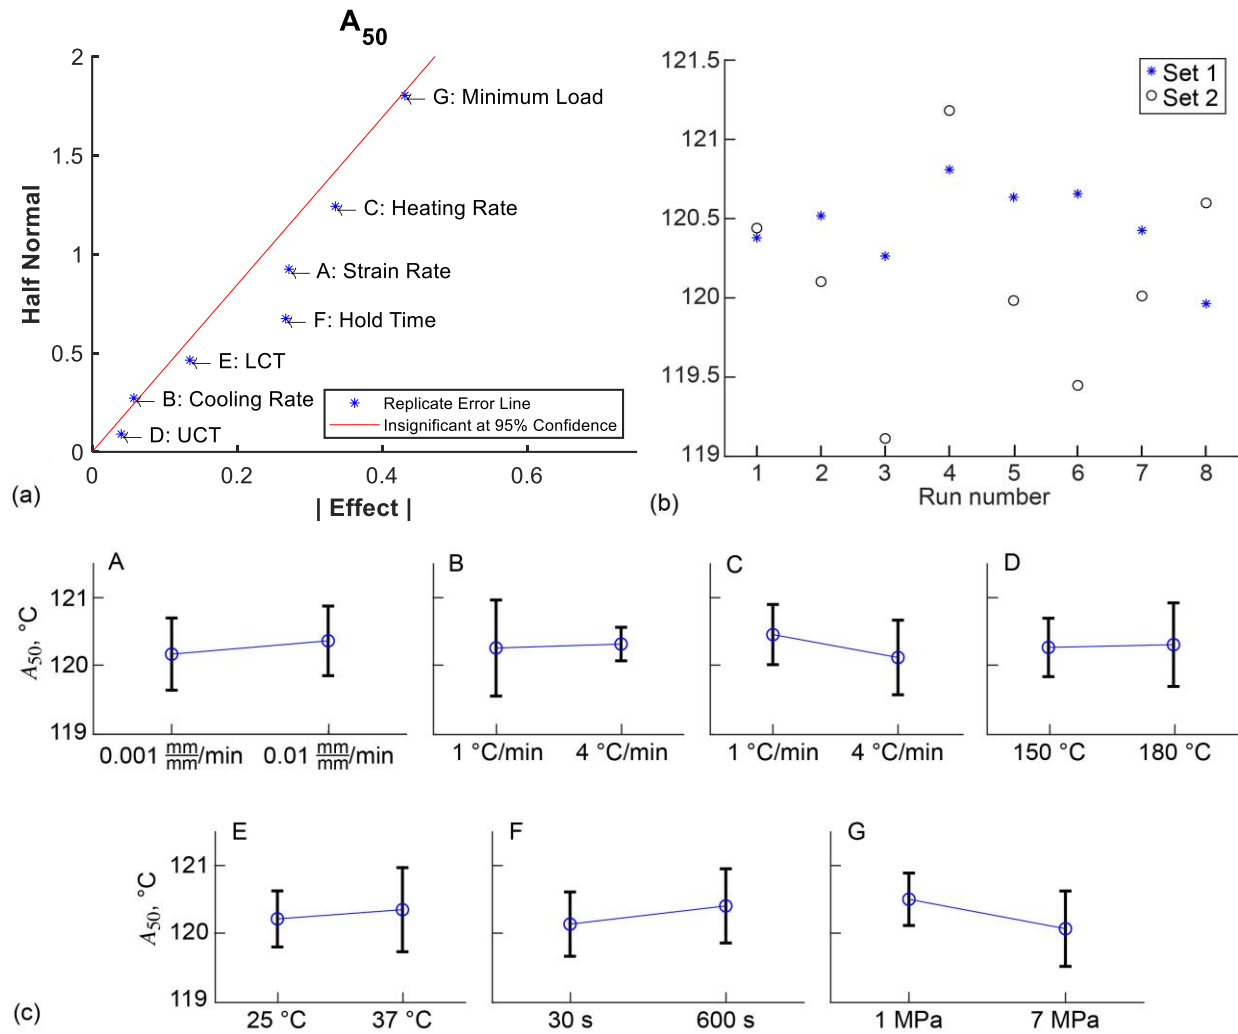 A50
Half Normal
2
1.5
1
0.5
0
G: Minimum Load
C: Heating Rate
A: Strain Rate
F: Hold Time
E: LCT
B: Cooling Rate
D: UCT
Replicate Error Line
Insignificant at 95% Confidence
0 0.2 0.4 0.6
| Effect |
(a)
121.5
121
120.5
120
119.5
119
Set 1
Set 2
1 2 3 4 5 6 7 8
Run number
(b)
A B C D
A50, °C
121
120
119
0.001 mm/mm/min 0.01 mm/mm/min
1 °C/min 4 °C/min
1 °C/min 4 °C/min
150 °C 180 °C
E F G
A50, °C
121
120
119
25 °C 37 °C
30 s 600 s
1 MPa 7 MPa
(c)